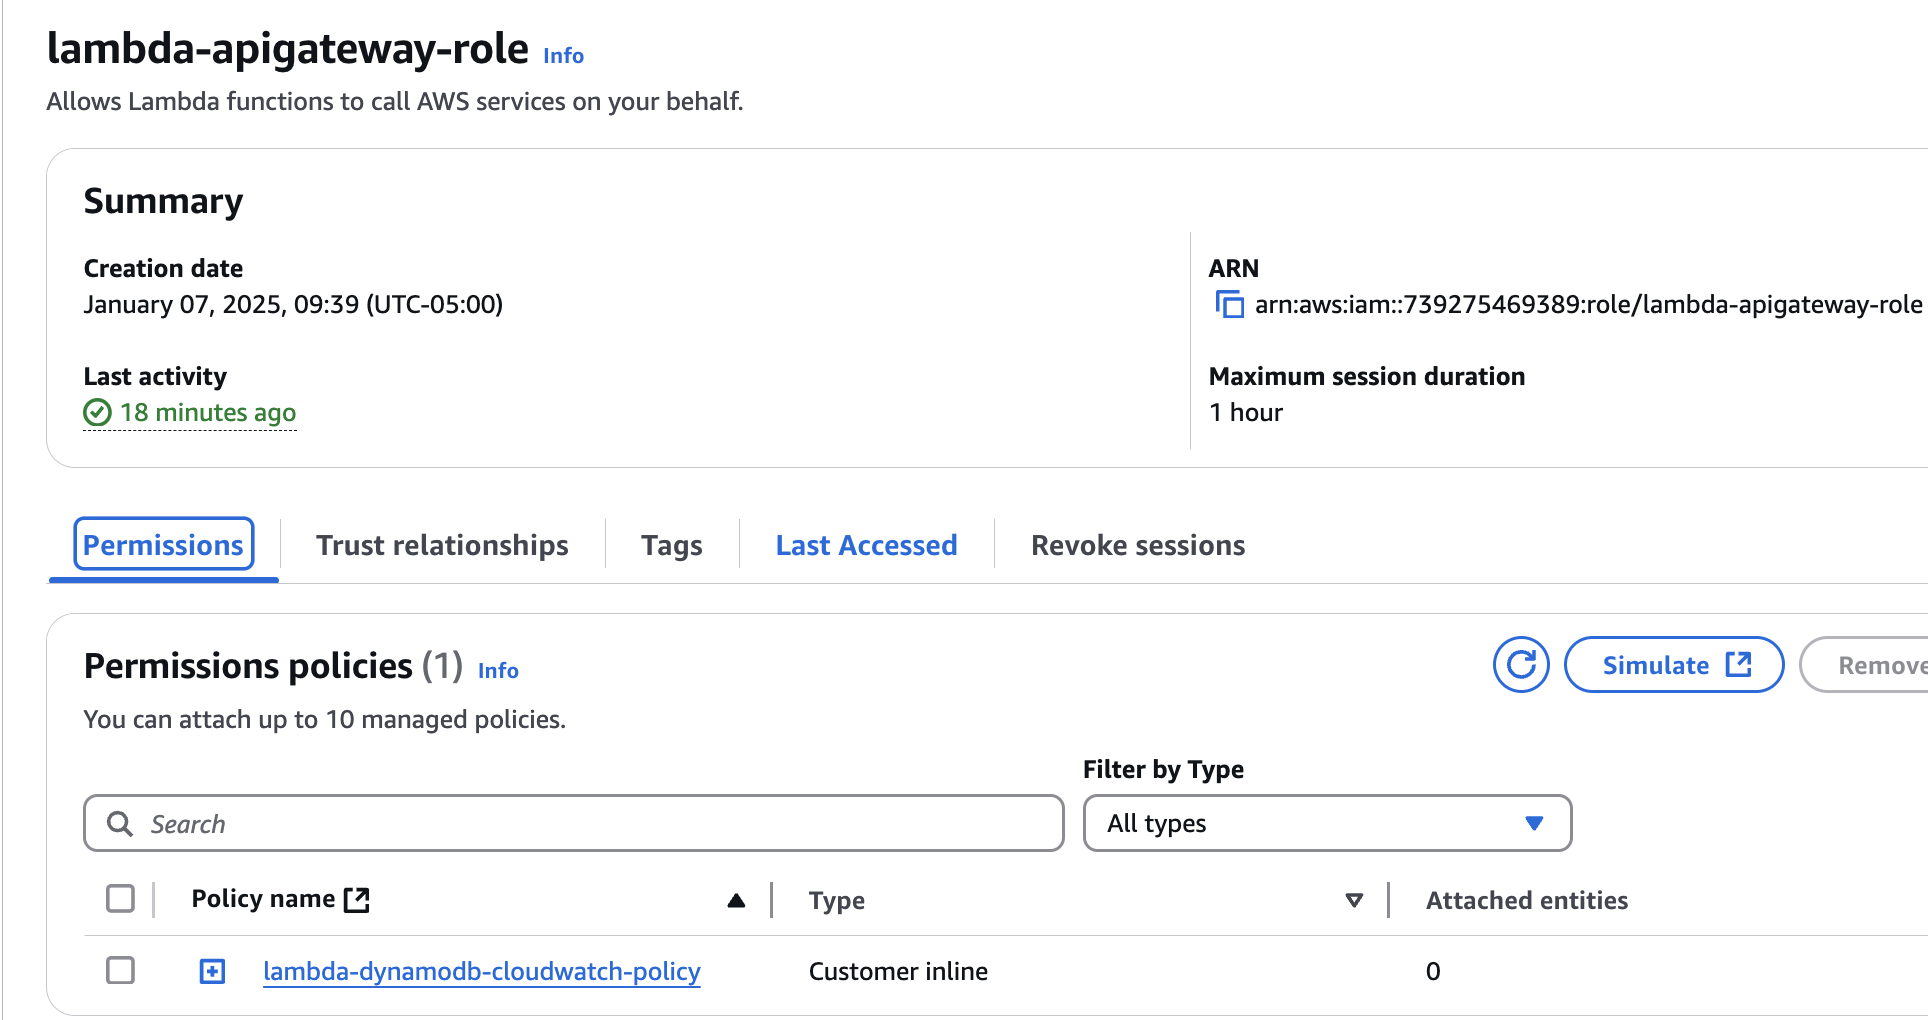 lambda-apigateway-role Info
Allows Lambda functions to call AWS services on your behalf.
Summary
Creation date
January 07, 2025, 09:39 (UTC-05:00)
ARN
arn:aws:iam::739275469389:role/lambda-apigateway-role
Last activity
18 minutes ago
Maximum session duration
1 hour
Permissions Trust relationships Tags Last Accessed Revoke sessions
Permissions policies (1) Info
Simulate Remove
You can attach up to 10 managed policies.
Filter by Type
Search All types
Policy name Type Attached entities
lambda-dynamodb-cloudwatch-policy Customer inline 0